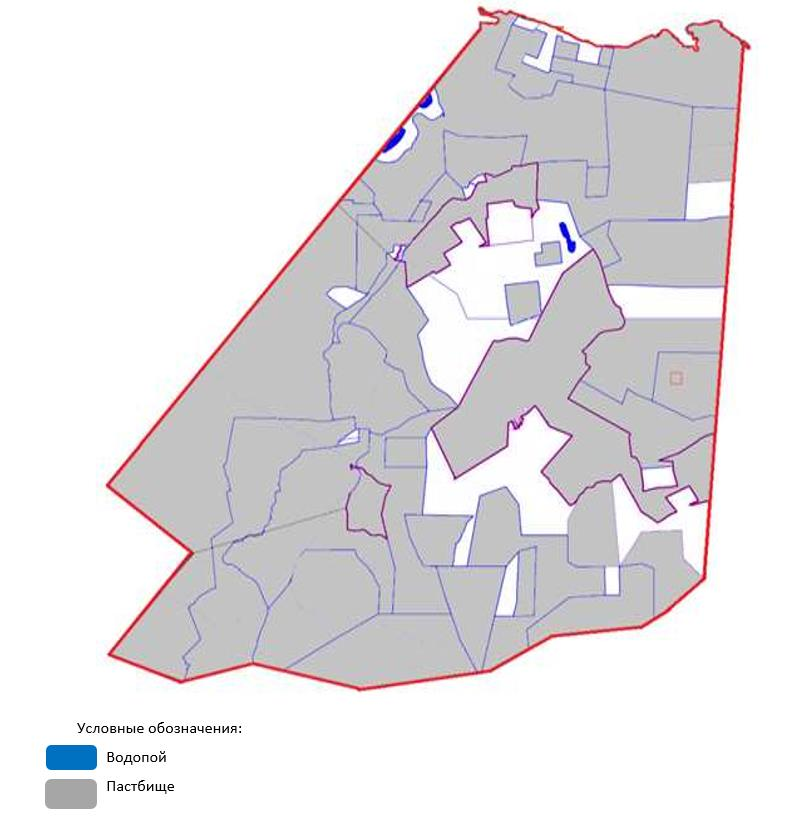 Условные обозначения:
Водопой
Пастбище